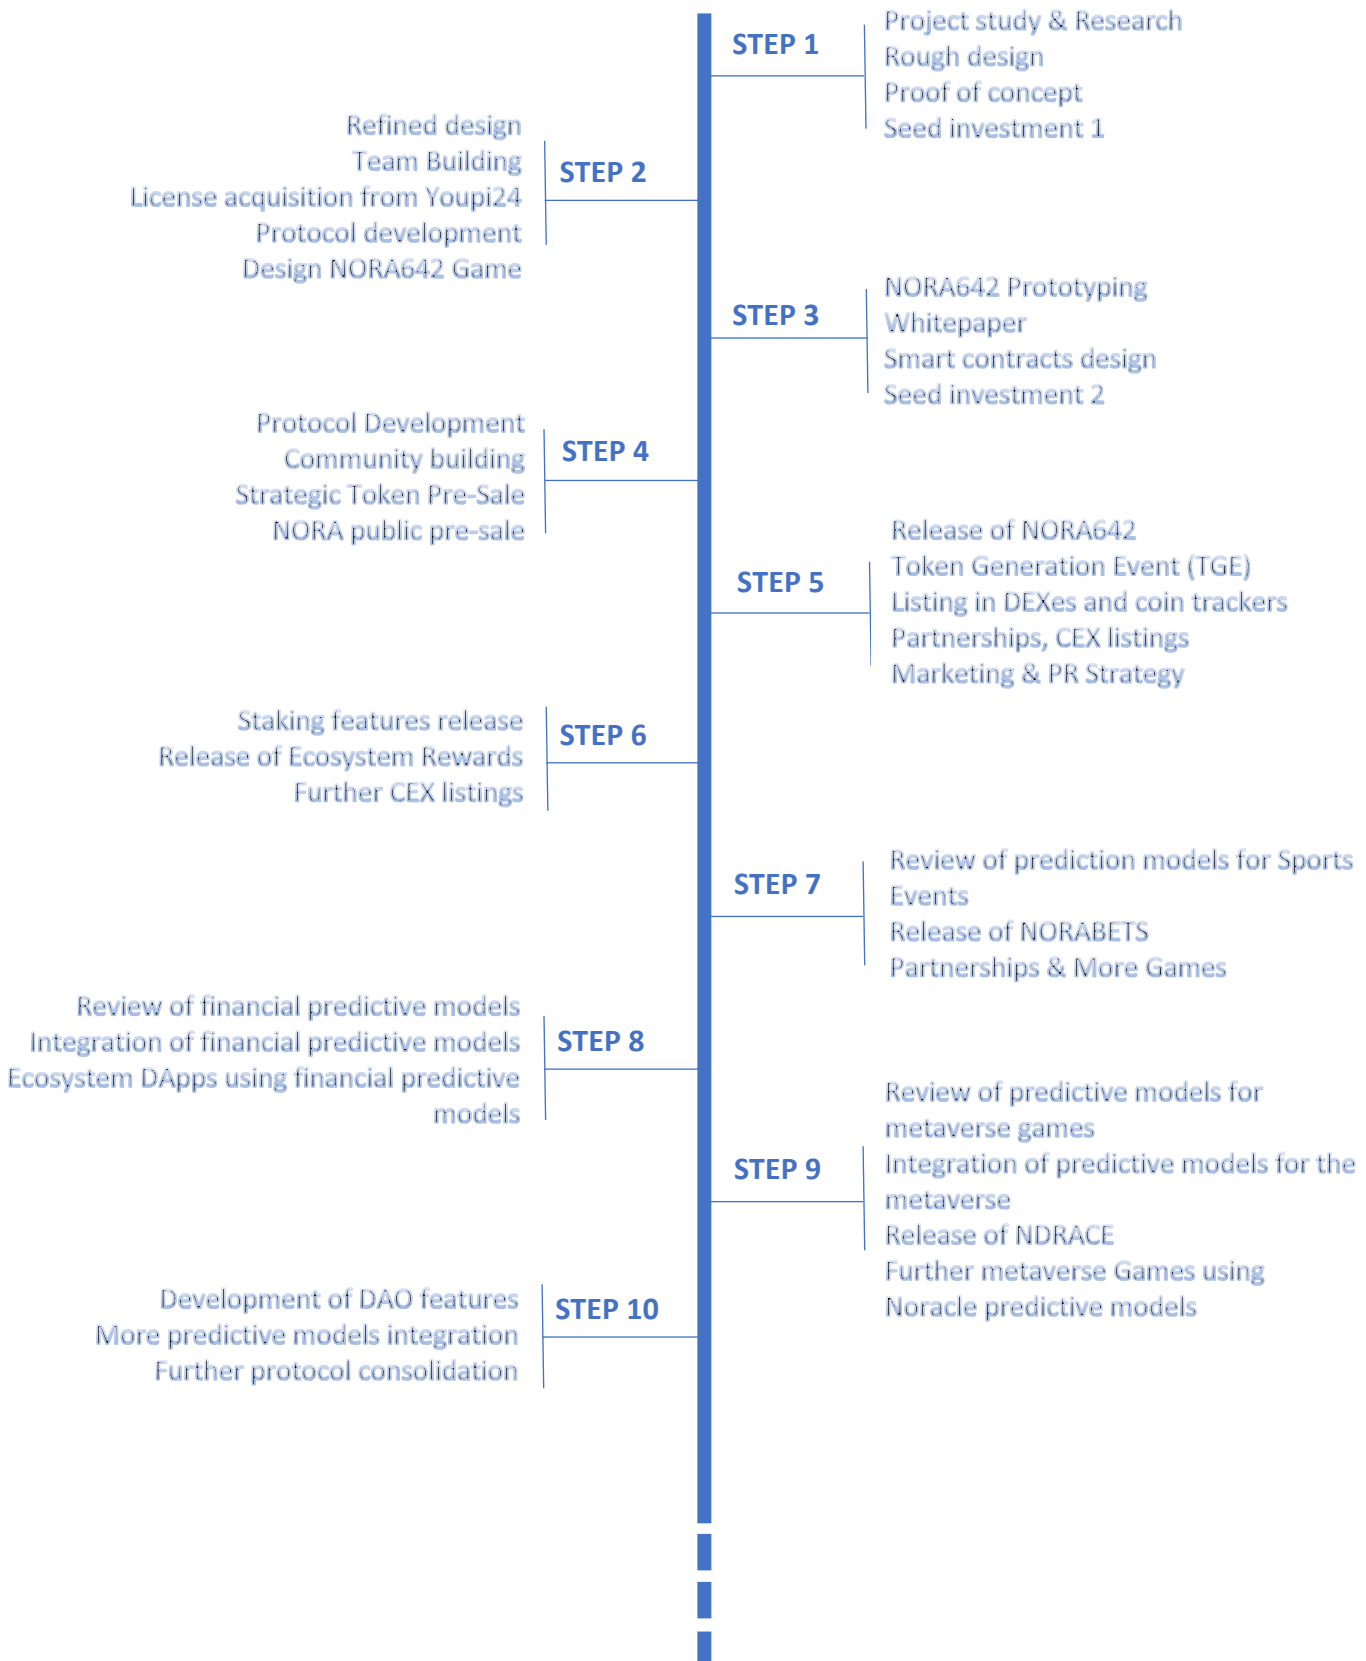 STEP 1
Project study & Research
Rough design
Proof of concept
Seed investment 1
STEP 2
Refined design
Team Building
License acquisition from Youpi24
Protocol development
Design NORA642 Game
STEP 3
NORA642 Prototyping
Whitepaper
Smart contracts design
Seed investment 2
STEP 4
Protocol Development
Community building
Strategic Token Pre-Sale
NORA public pre-sale
STEP 5
Release of NORA642
Token Generation Event (TGE)
Listing in DEXes and coin trackers
Partnerships, CEX listings
Marketing & PR Strategy
STEP 6
Staking features release
Release of Ecosystem Rewards
Further CEX listings
STEP 7
Review of prediction models for Sports
Events
Release of NORABETS
Partnerships & More Games
STEP 8
Review of financial predictive models
Integration of financial predictive models
Ecosystem DApps using financial predictive
models
STEP 9
Review of predictive models for
metaverse games
Integration of predictive models for the
metaverse
Release of NDRACE
Further metaverse Games using
Noracle predictive models
STEP 10
Development of DAO features
More predictive models integration
Further protocol consolidation